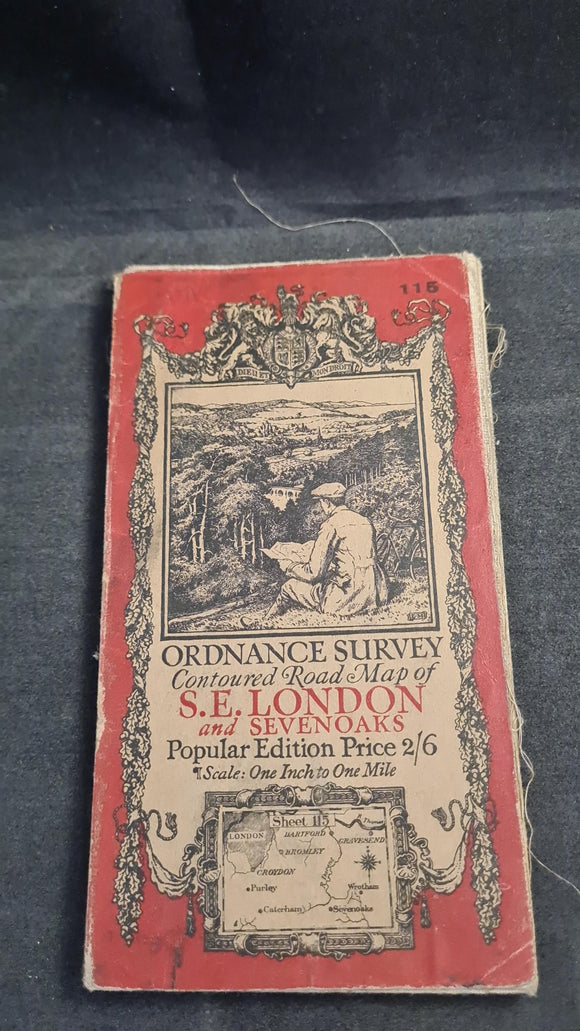 115
DIEU ET MON DROIT
ORDNANCE SURVEY
Contoured Road Map of
S.E. LONDON
and SEVENOAKS
Popular Edition Price 2/6
¶Scale: One Inch to One Mile
Sheet 115
LONDON
DARTFORD
GRAVESEND
BROMLEY
CROYDON
Purley
Wrotham
Caterham
Sevenoaks